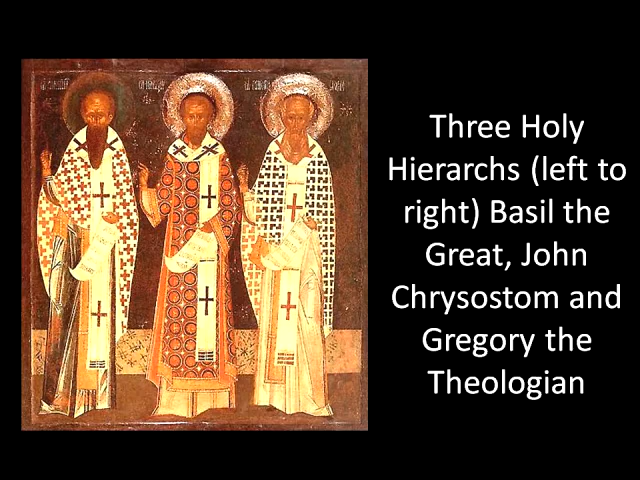 Three Holy
Hierarchs (left to
right) Basil the
Great, John
Chrysostom and
Gregory the
Theologian